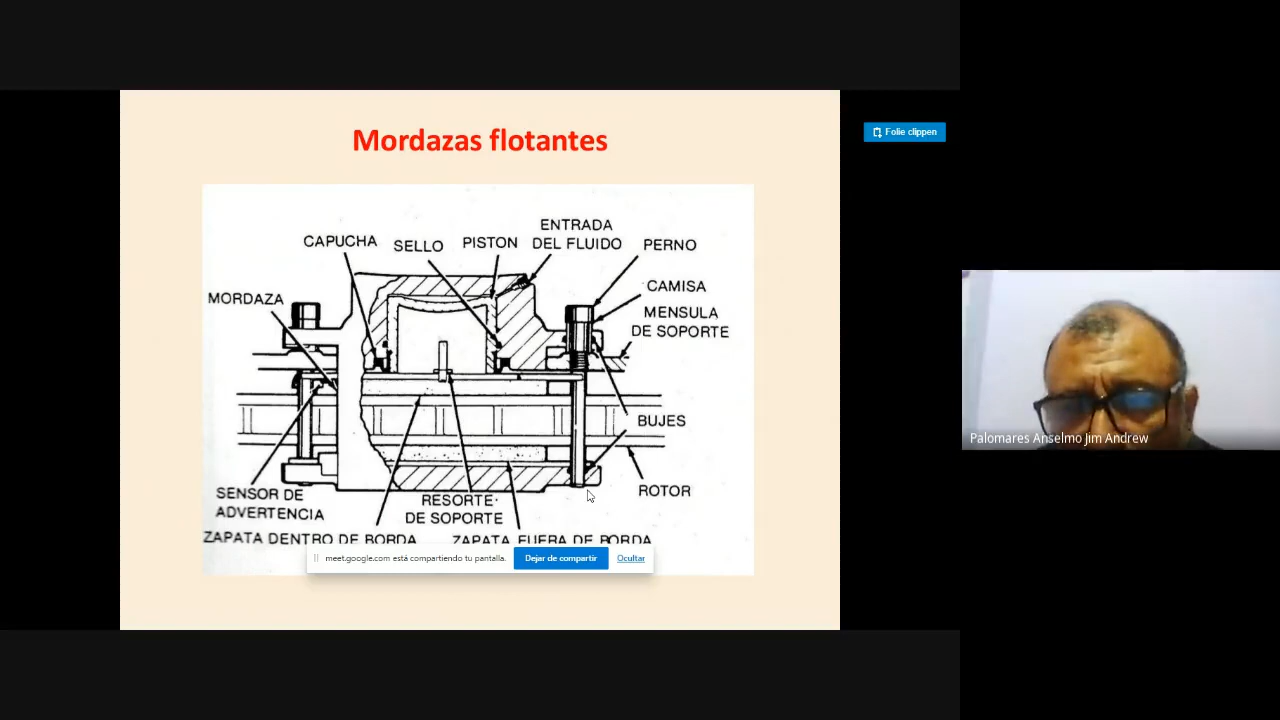 Mordazas flotantes
Folie clippen
ENTRADA
DEL FLUIDO
CAPUCHA
SELLO
PISTON
PERNO
MORDAZA
CAMISA
MENSULA
DE SOPORTE
BUJES
SENSOR DE
ADVERTENCIA
RESORTE
DE SOPORTE
ROTOR
ZAPATA DENTRO DE BORDA
ZAPATA FUERA DE BORDA
meet.google.com está compartiendo tu pantalla.
Dejar de compartir
Ocultar
Palomares Anselmo Jim Andrew